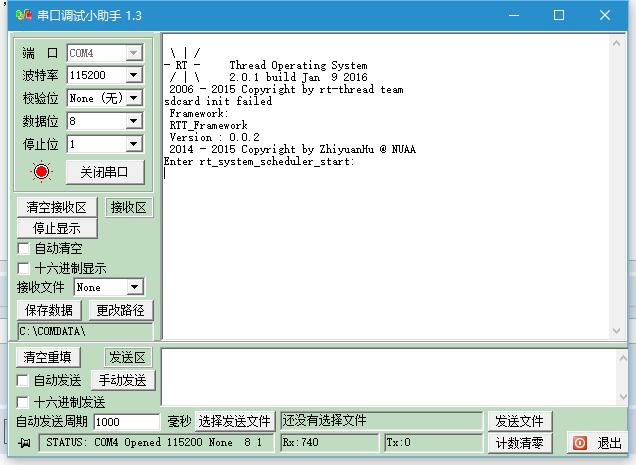 串口调试小助手 1.3
端 口 COM4
波特率 115200
校验位 None (无)
数据位 8
停止位 1
关闭串口
清空接收区 接收区
停止显示
自动清空
十六进制显示
接收文件 None
保存数据 更改路径
C:\COMDATA\
\ | /
- RT - Thread Operating System
/ | \ 2.0.1 build Jan 9 2016
2006 - 2015 Copyright by rt-thread team
sdcard init failed
Framework:
RTT_Framework
Version : 0.0.2
2014 - 2015 Copyright by ZhiyuanHu @ NUAA
Enter rt_system_scheduler_start:
清空重填 发送区
自动发送 手动发送
十六进制发送
自动发送周期 1000 毫秒 选择发送文件 还没有选择文件 发送文件
STATUS: COM4 Opened 115200 None 8 1 Rx:740 Tx:0 计数清零 退出